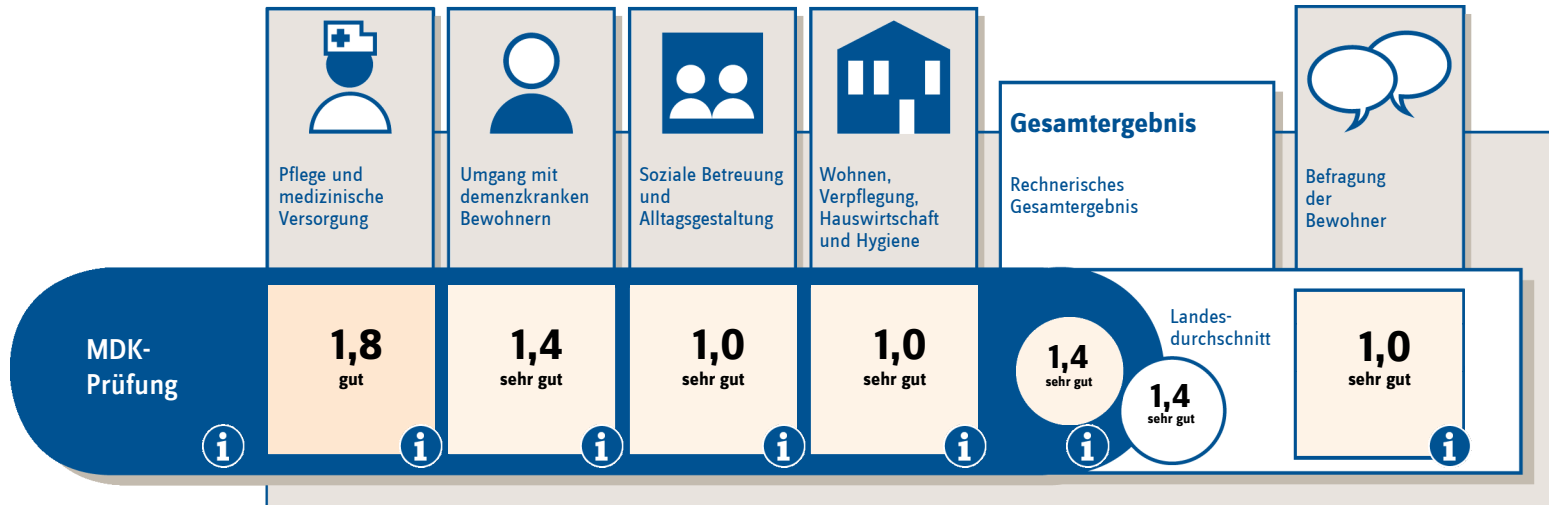 Pflege und
medizinische
Versorgung
Umgang mit
demenzkranken
Bewohnern
Soziale Betreuung
und
Alltagsgestaltung
Wohnen,
Verpflegung,
Hauswirtschaft
und Hygiene
Gesamtergebnis
Rechnerisches
Gesamtergebnis
Befragung
der
Bewohner
MDK-
Prüfung
i
1,8
gut
i
1,4
sehr gut
i
1,0
sehr gut
i
1,0
sehr gut
i
1,4
sehr gut
i
Landes-
durchschnitt
1,4
sehr gut
1,0
sehr gut
i